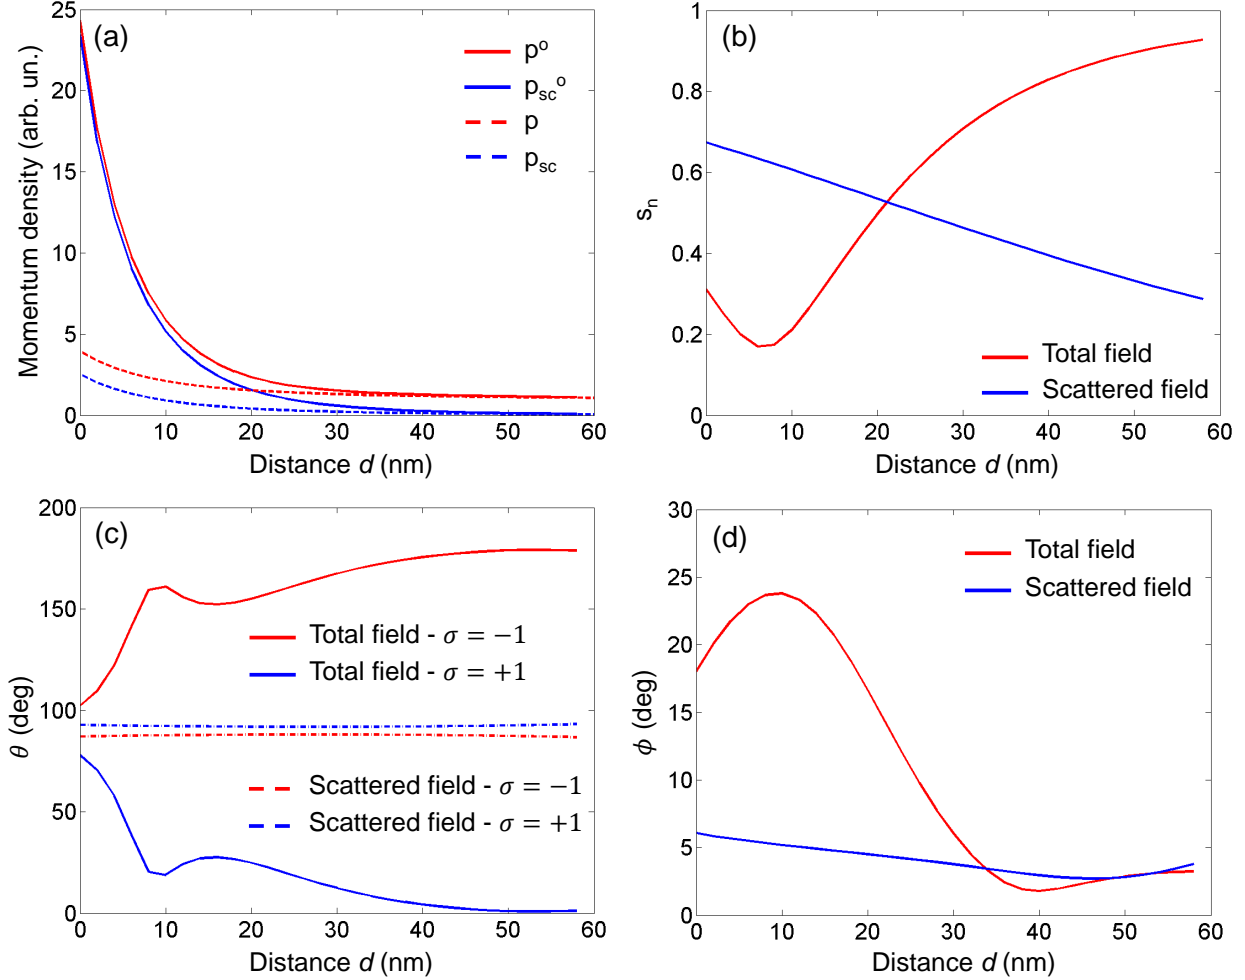 (a)
25
20
15
10
5
0
Momentum density (arb. un.)
pᵒ
pₛ꜀ᵒ
p
pₛ꜀
0 10 20 30 40 50 60
Distance d (nm)
(b)
1
0.8
0.6
0.4
0.2
0
sₙ
Total field
Scattered field
0 10 20 30 40 50 60
Distance d (nm)
(c)
200
150
100
50
0
θ (deg)
Total field - σ = −1
Total field - σ = +1
Scattered field - σ = −1
Scattered field - σ = +1
0 10 20 30 40 50 60
Distance d (nm)
(d)
30
25
20
15
10
5
0
ϕ (deg)
Total field
Scattered field
0 10 20 30 40 50 60
Distance d (nm)